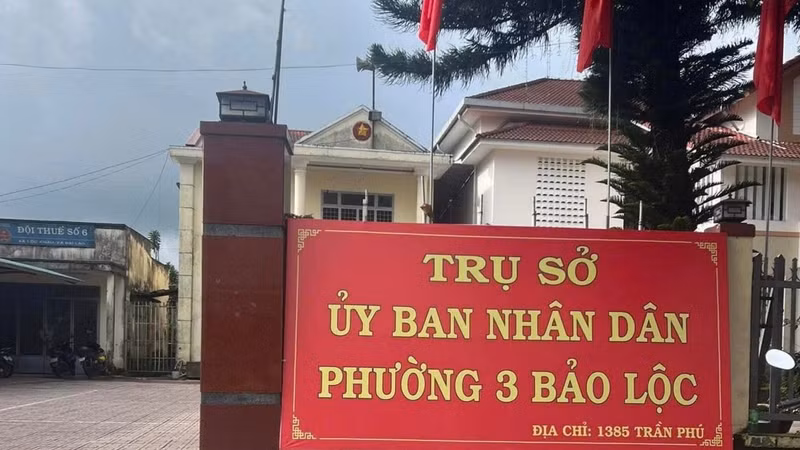 ĐỘI THUẾ SỐ 6
TRỤ SỞ
ỦY BAN NHÂN DÂN
PHƯỜNG 3 BẢO LỘC
ĐỊA CHỈ: 1385 TRẦN PHÚ